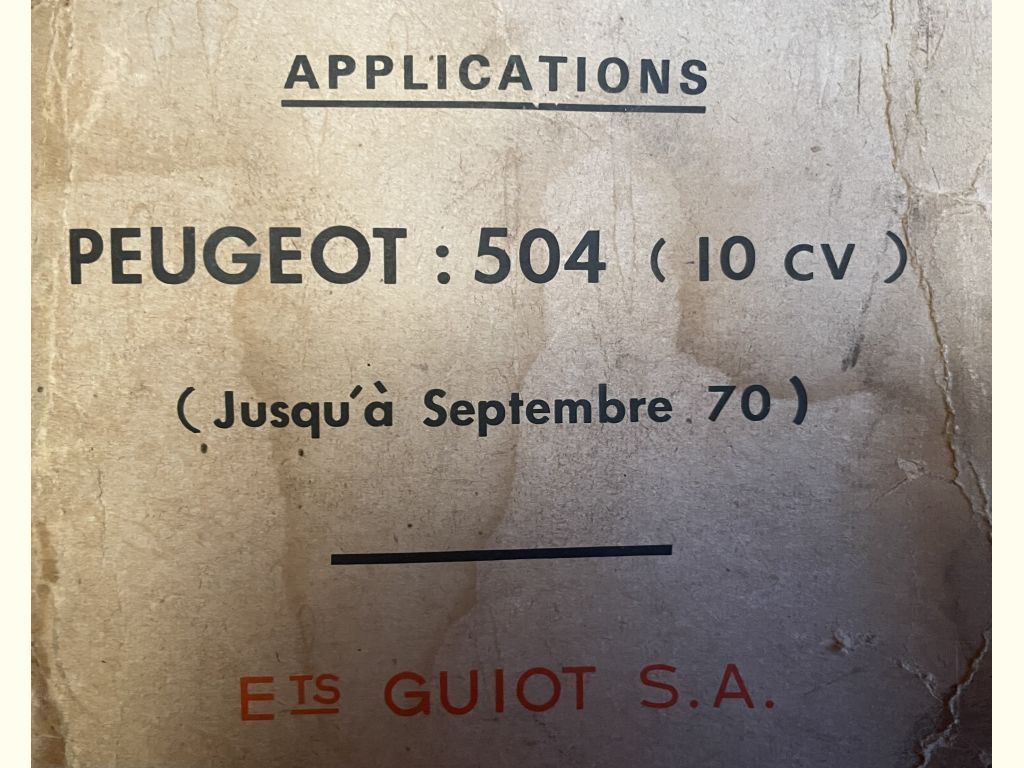 APPLICATIONS
PEUGEOT : 504 ( 10 CV )
( Jusqu'à Septembre 70 )
ETS GUIOT S.A.